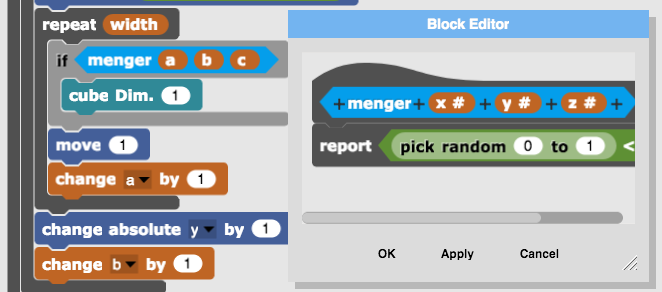 repeat width
if menger a b c
cube Dim. 1
move 1
change a by 1
change absolute y by 1
change b by 1
Block Editor
+menger+ x # + y # + z # +
report pick random 0 to 1 <
OK Apply Cancel